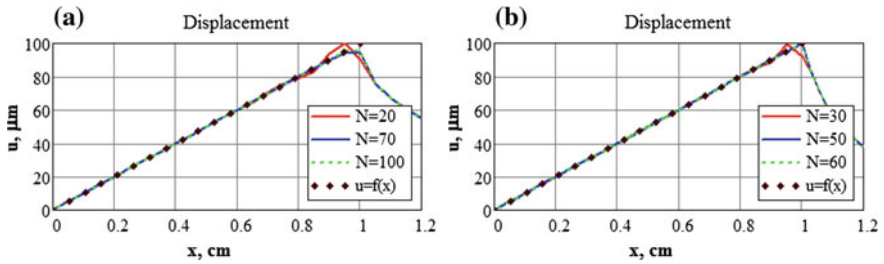 (a)
Displacement
100
80
60
40
20
0
u, µm
N=20
N=70
N=100
u=f(x)
0
0.2
0.4
0.6
0.8
1
1.2
x, cm
(b)
Displacement
100
80
60
40
20
0
u, µm
N=30
N=50
N=60
u=f(x)
0
0.2
0.4
0.6
0.8
1
1.2
x, cm